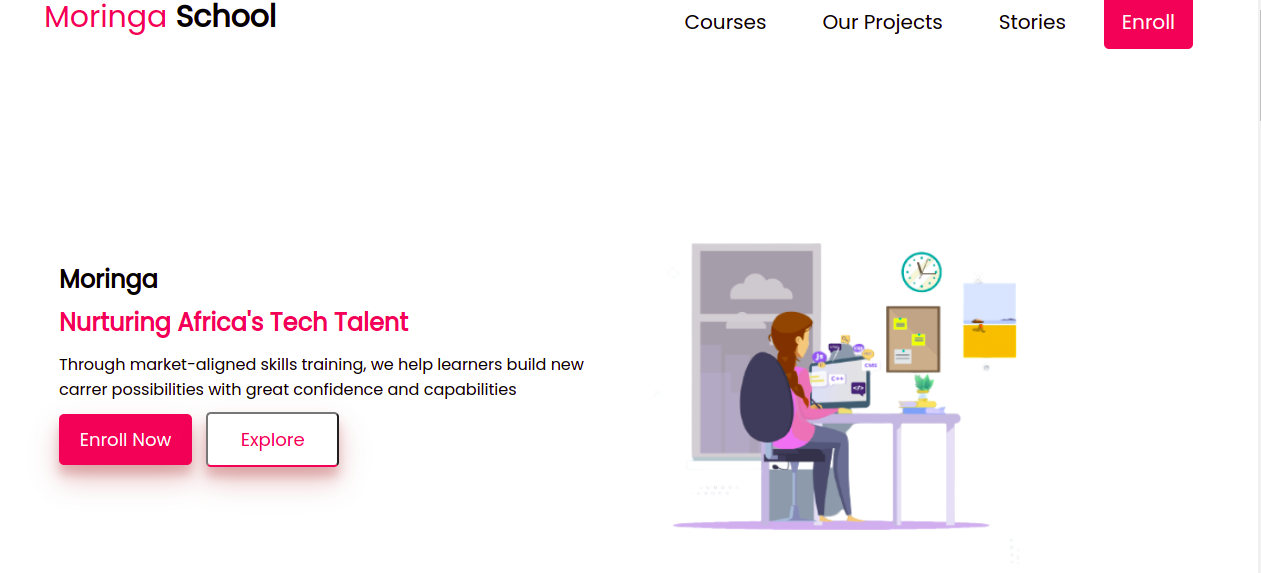 Moringa School
Courses
Our Projects
Stories
Enroll
Moringa
Nurturing Africa's Tech Talent
Through market-aligned skills training, we help learners build new
carrer possibilities with great confidence and capabilities
Enroll Now
Explore
Js
C++
CMS
</>